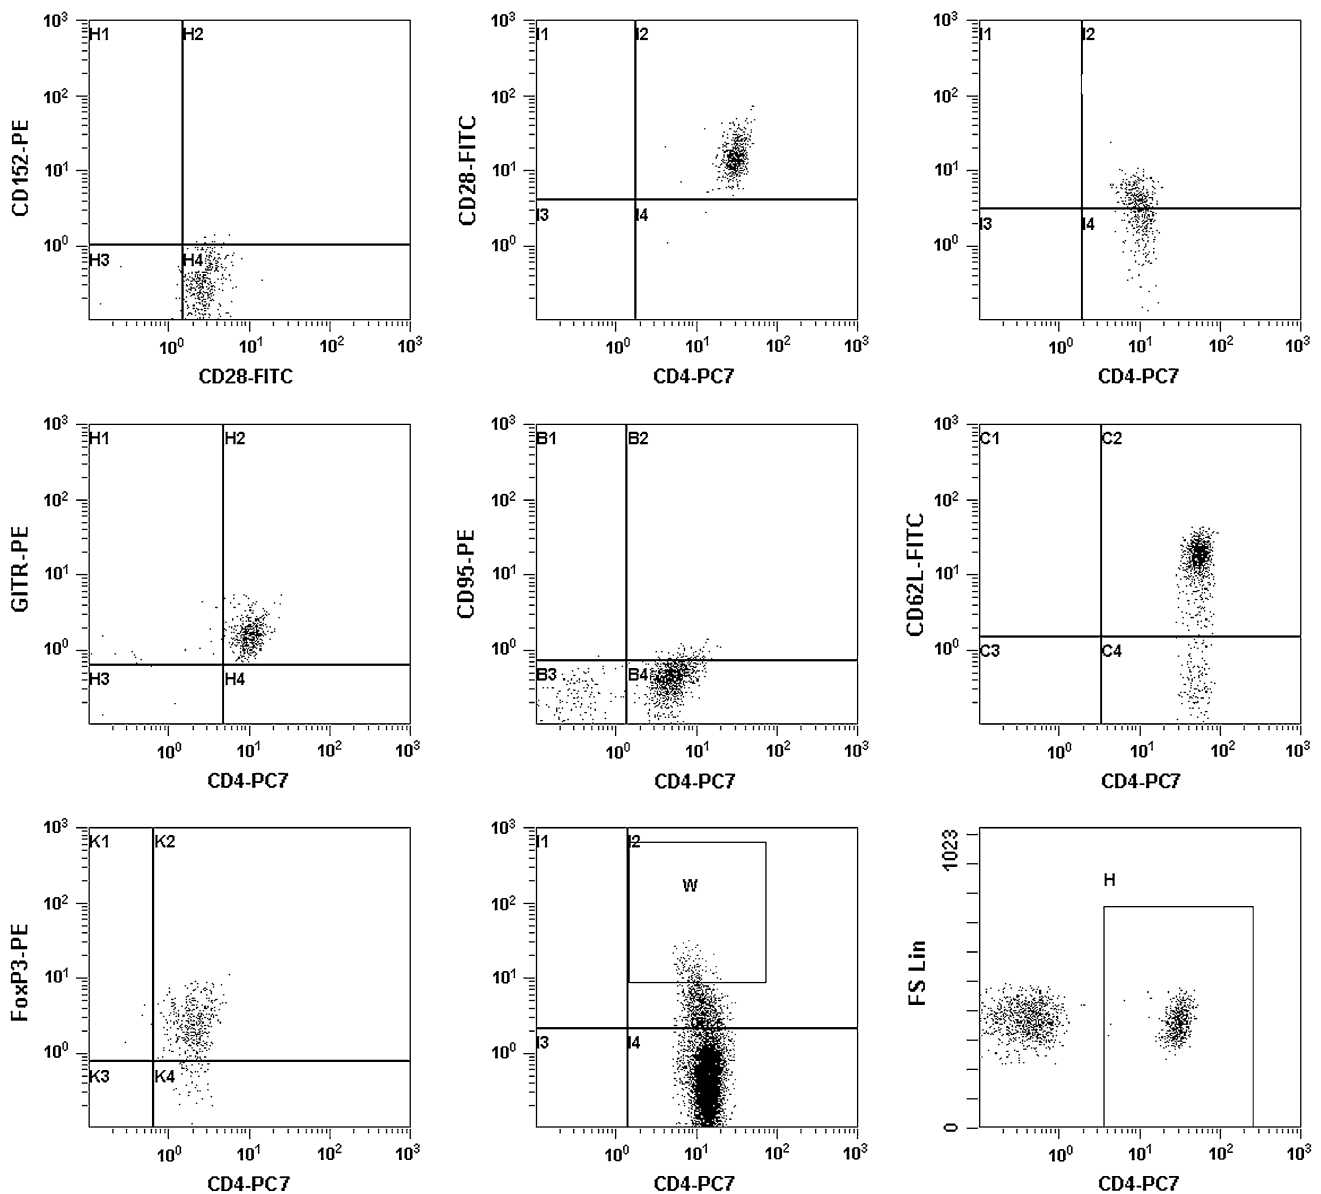 CD152-PE
10³
10²
10¹
10⁰
H1 H2
H3 H4
10⁰ 10¹ 10² 10³
CD28-FITC
CD28-FITC
10³
10²
10¹
10⁰
I1 I2
I3 I4
10⁰ 10¹ 10² 10³
CD4-PC7
10³
10²
10¹
10⁰
I1 I2
I3 I4
10⁰ 10¹ 10² 10³
CD4-PC7
GITR-PE
10³
10²
10¹
10⁰
H1 H2
H3 H4
10⁰ 10¹ 10² 10³
CD4-PC7
CD95-PE
10³
10²
10¹
10⁰
B1 B2
B3 B4
10⁰ 10¹ 10² 10³
CD4-PC7
CD62L-FITC
10³
10²
10¹
10⁰
C1 C2
C3 C4
10⁰ 10¹ 10² 10³
CD4-PC7
FoxP3-PE
10³
10²
10¹
10⁰
K1 K2
K3 K4
10⁰ 10¹ 10² 10³
CD4-PC7
10³
10²
10¹
10⁰
I1 I2
W
I3 I4
10⁰ 10¹ 10² 10³
CD4-PC7
FS Lin
1023
0
H
10⁰ 10¹ 10² 10³
CD4-PC7